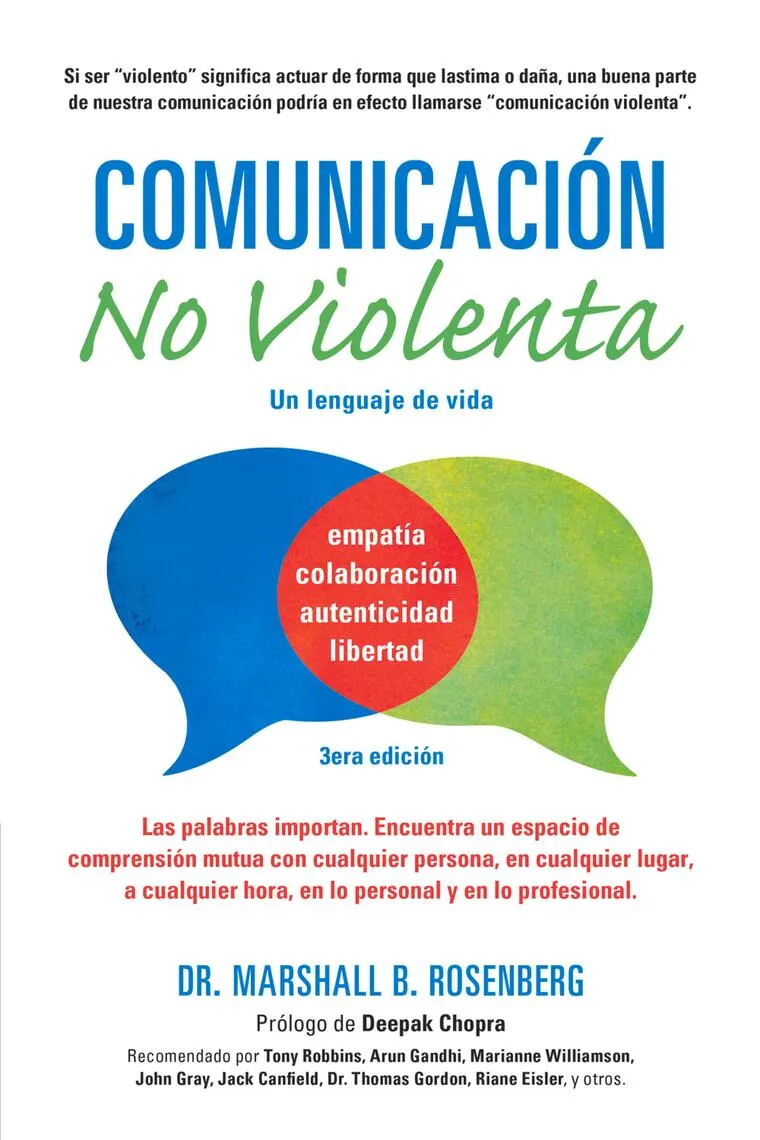 Si ser “violento” significa actuar de forma que lastima o daña, una buena parte
de nuestra comunicación podría en efecto llamarse “comunicación violenta”.
COMUNICACIÓN
No Violenta
Un lenguaje de vida
empatía
colaboración
autenticidad
libertad
3era edición
Las palabras importan. Encuentra un espacio de
comprensión mutua con cualquier persona, en cualquier lugar,
a cualquier hora, en lo personal y en lo profesional.
DR. MARSHALL B. ROSENBERG
Prólogo de Deepak Chopra
Recomendado por Tony Robbins, Arun Gandhi, Marianne Williamson,
John Gray, Jack Canfield, Dr. Thomas Gordon, Riane Eisler, y otros.